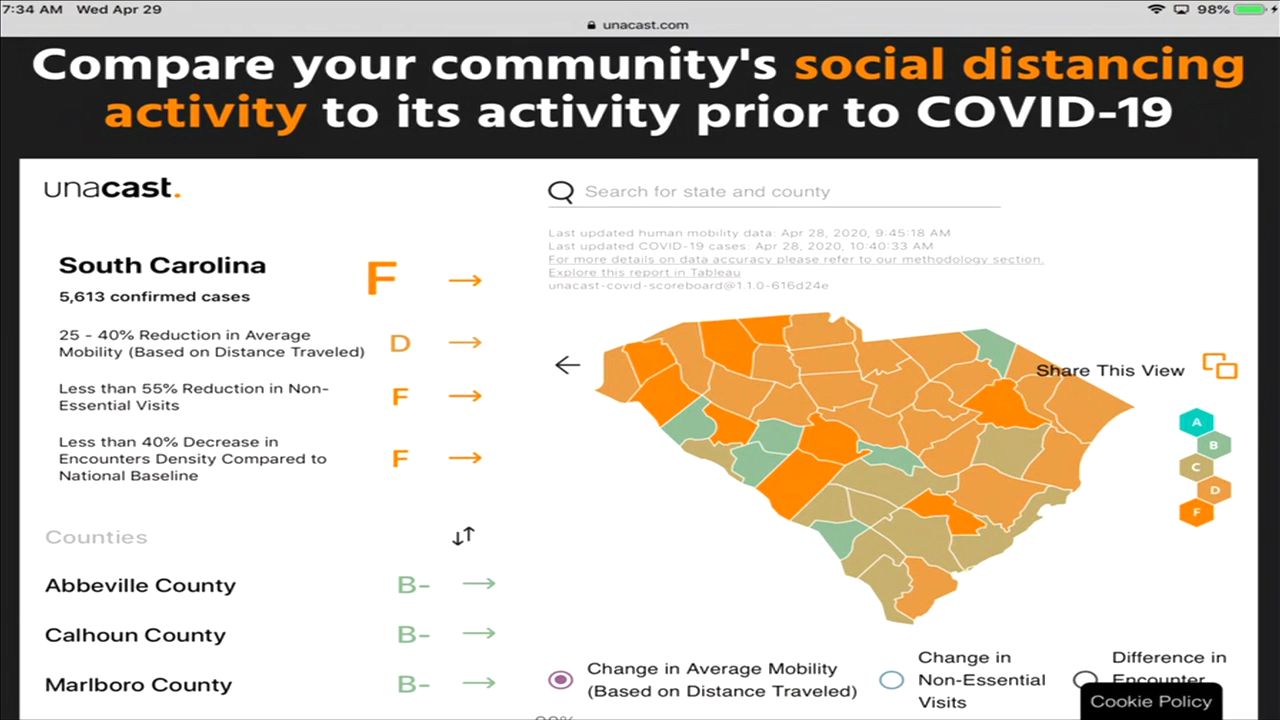 7:34 AM Wed Apr 29
98%
unacast.com
Compare your community's social distancing
activity to its activity prior to COVID-19
unacast.
Search for state and county
Last updated human mobility data: Apr 28, 2020, 9:45:18 AM
Last updated COVID-19 cases: Apr 28, 2020, 10:40:33 AM
For more details on data accuracy please refer to our methodology section.
Explore this report in Tableau
unacast-covid-scoreboard@1.1.0-616d24e
South Carolina F
5,613 confirmed cases
25 - 40% Reduction in Average
Mobility (Based on Distance Traveled) D
Less than 55% Reduction in Non-
Essential Visits F
Less than 40% Decrease in
Encounters Density Compared to F
National Baseline
Share This View
A
B
C
D
F
Counties
Abbeville County B-
Calhoun County B-
Marlboro County B-
Change in Average Mobility
(Based on Distance Traveled)
Change in
Non-Essential
Visits
Difference in
Encounter
Cookie Policy